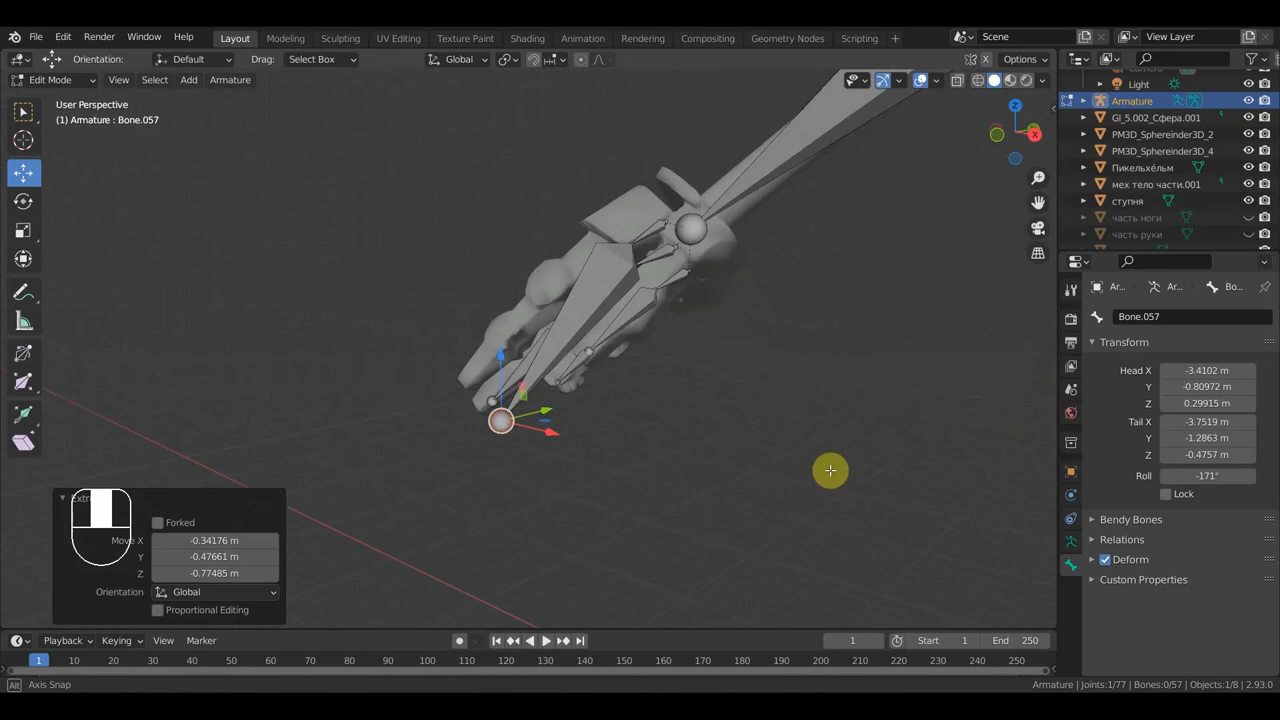 File Edit Render Window Help Layout Modeling Sculpting UV Editing Texture Paint Shading Animation Rendering Compositing Geometry Nodes Scripting + Scene View Layer
Orientation: Default Drag: Select Box Global X Options
Edit Mode View Select Add Armature
User Perspective
(1) Armature : Bone.057
Z
X
Light
Armature
GI_5.002_Сфера.001
PM3D_Sphereinder3D_2
PM3D_Sphereinder3D_4
Пикельхе́льм
мех тело части.001
ступня
часть ноги
часть руки
Ar... Ar... Bo...
Bone.057
Transform
Head X -3.4102 m
Y -0.80972 m
Z 0.29915 m
Tail X -3.7519 m
Y -1.2863 m
Z -0.4757 m
Roll -171°
Lock
Bendy Bones
Relations
Deform
Custom Properties
Forked
Move X -0.34176 m
Y -0.47661 m
Z -0.77485 m
Orientation Global
Proportional Editing
Playback Keying View Marker 1 Start 1 End 250
1 10 20 30 40 50 60 70 80 90 100 110 120 130 140 150 160 170 180 190 200 210 220 230 240 250
Alt Axis Snap Armature | Joints:1/77 | Bones:0/57 | Objects:1/8 | 2.93.0